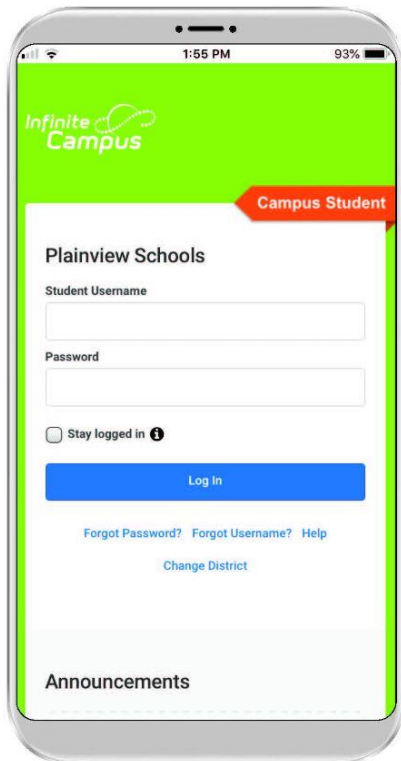 1:55 PM
93%
Infinite
Campus
Campus Student
Plainview Schools
Student Username
Password
Stay logged in
Log In
Forgot Password? Forgot Username? Help
Change District
Announcements